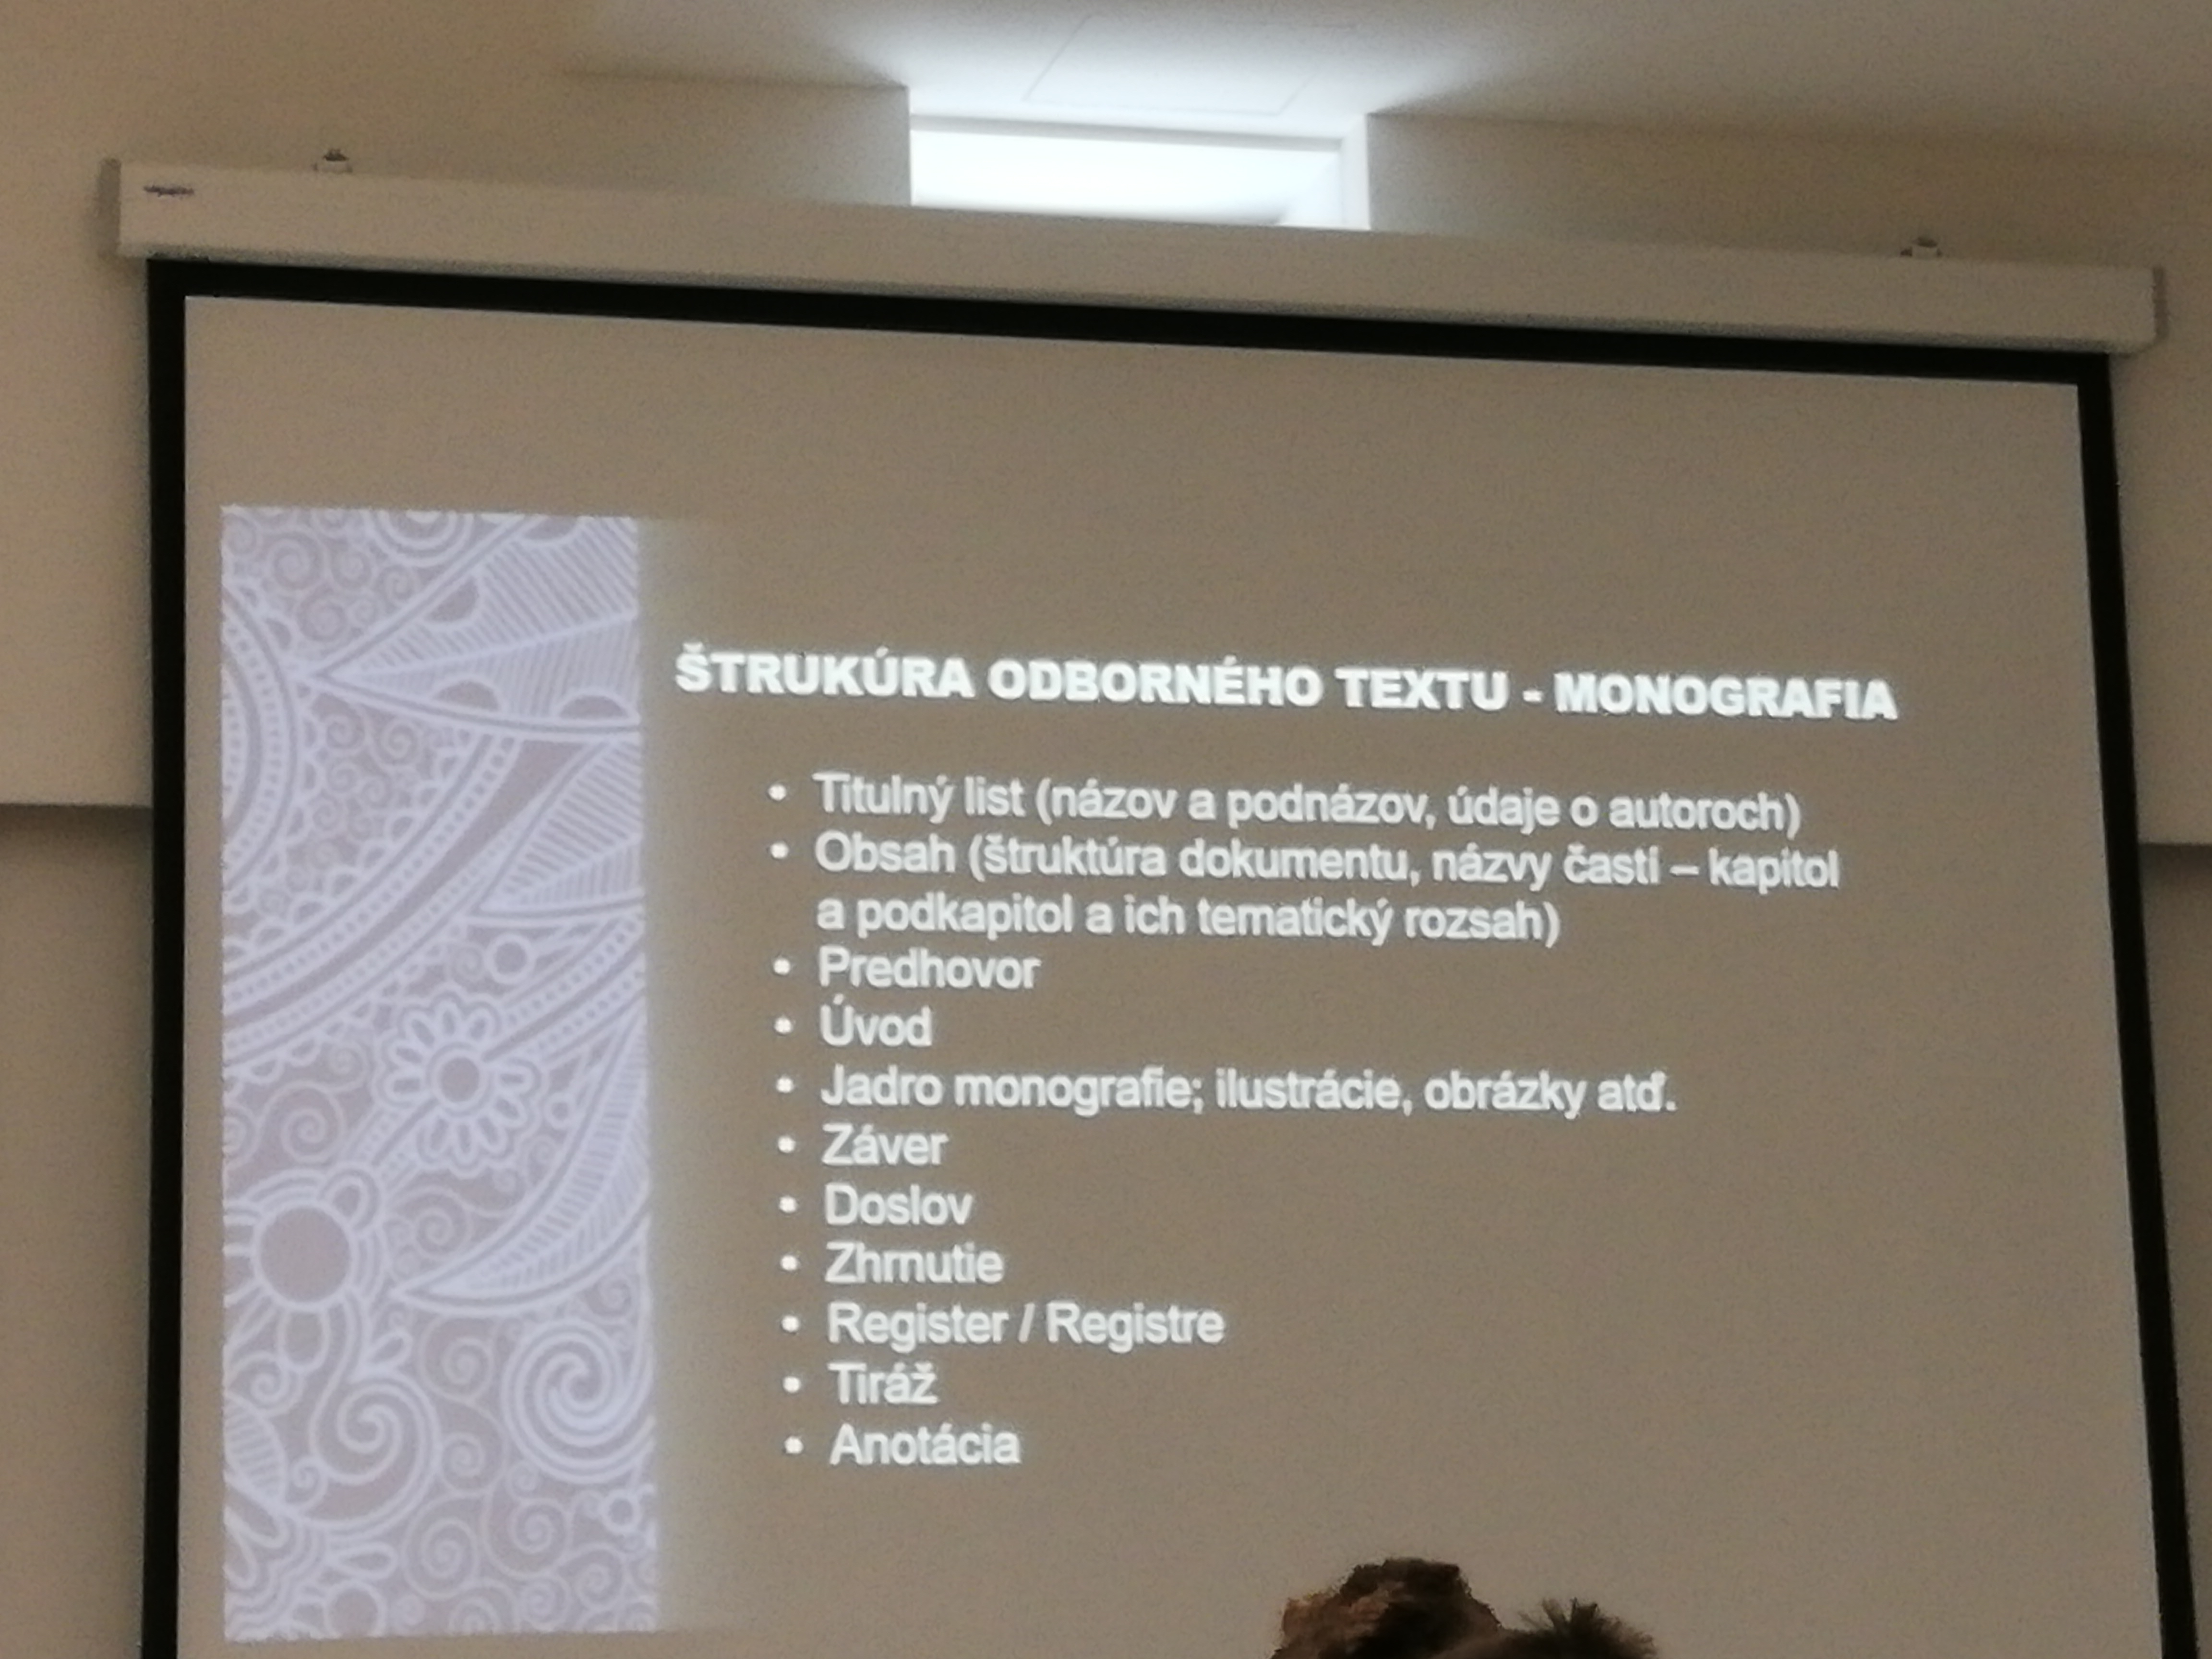 ŠTRUKÚRA ODBORNÉHO TEXTU - MONOGRAFIA
• Titulný list (názov a podnázov, údaje o autoroch)
• Obsah (štruktúra dokumentu, názvy častí – kapitol
a podkapitol a ich tematický rozsah)
• Predhovor
• Úvod
• Jadro monografie; ilustrácie, obrázky atď.
• Záver
• Doslov
• Zhrnutie
• Register / Registre
• Tiráž
• Anotácia